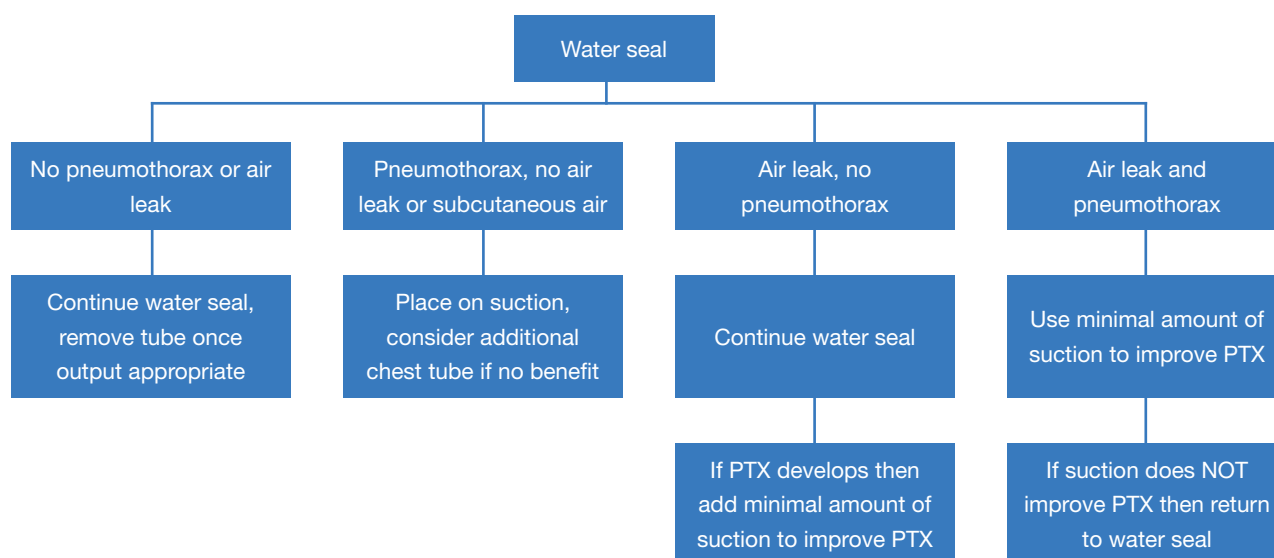 Water seal
No pneumothorax or air
leak
Pneumothorax, no air
leak or subcutaneous air
Air leak, no
pneumothorax
Air leak and
pneumothorax
Continue water seal,
remove tube once
output appropriate
Place on suction,
consider additional
chest tube if no benefit
Continue water seal
Use minimal amount of
suction to improve PTX
If PTX develops then
add minimal amount of
suction to improve PTX
If suction does NOT
improve PTX then return
to water seal